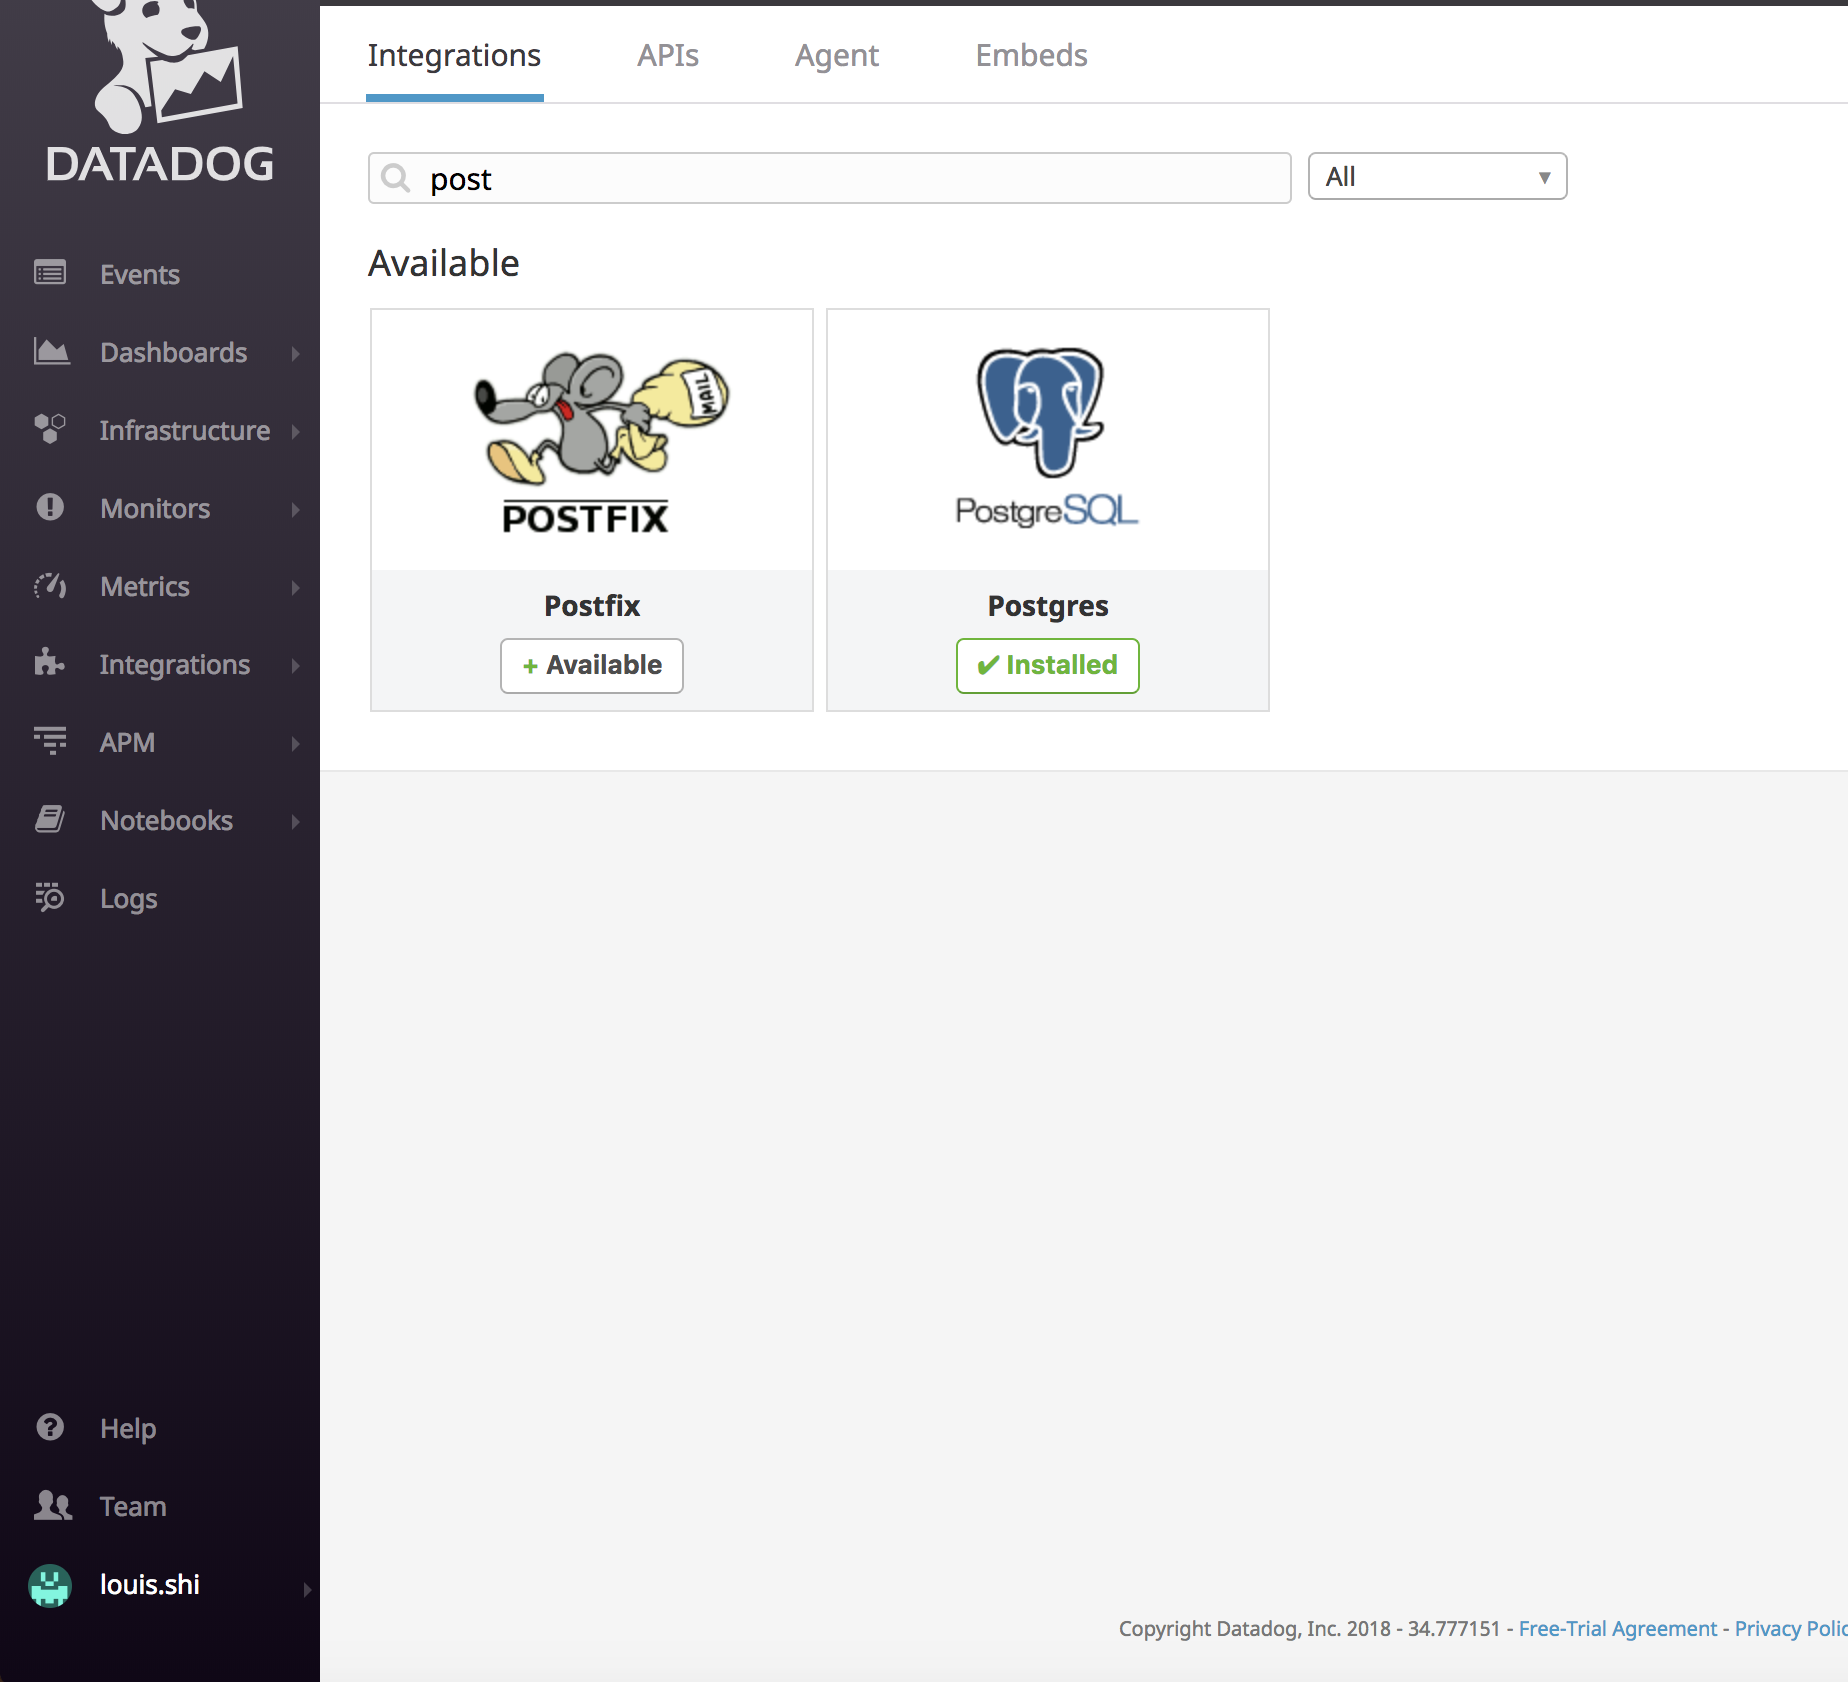 DATADOG
Events
Dashboards
Infrastructure
Monitors
Metrics
Integrations
APM
Notebooks
Logs
Help
Team
louis.shi
Integrations APIs Agent Embeds
post
All
Available
MAIL
POSTFIX
Postfix
+ Available
PostgreSQL
Postgres
✔ Installed
Copyright Datadog, Inc. 2018 - 34.777151 - Free-Trial Agreement - Privacy Polic